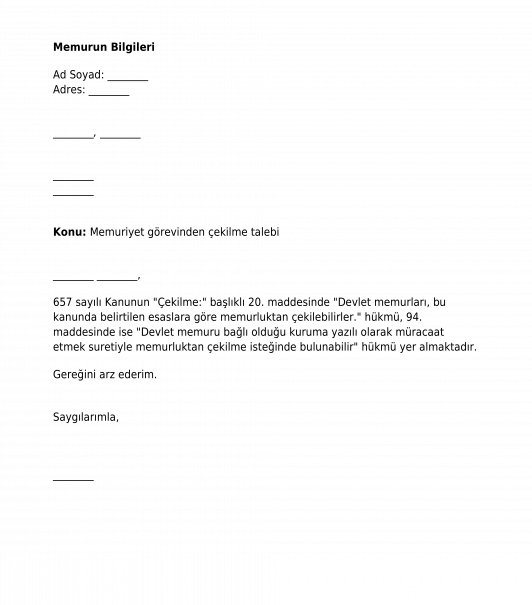 Memurun Bilgileri
Ad Soyad: ________
Adres: ________
________, ________
________
________
Konu: Memuriyet görevinden çekilme talebi
________ ________,
657 sayılı Kanunun "Çekilme:" başlıklı 20. maddesinde "Devlet memurları, bu
kanunda belirtilen esaslara göre memurluktan çekilebilirler." hükmü, 94.
maddesinde ise "Devlet memuru bağlı olduğu kuruma yazılı olarak müracaat
etmek suretiyle memurluktan çekilme isteğinde bulunabilir" hükmü yer almaktadır.
Gereğini arz ederim.
Saygılarımla,
________